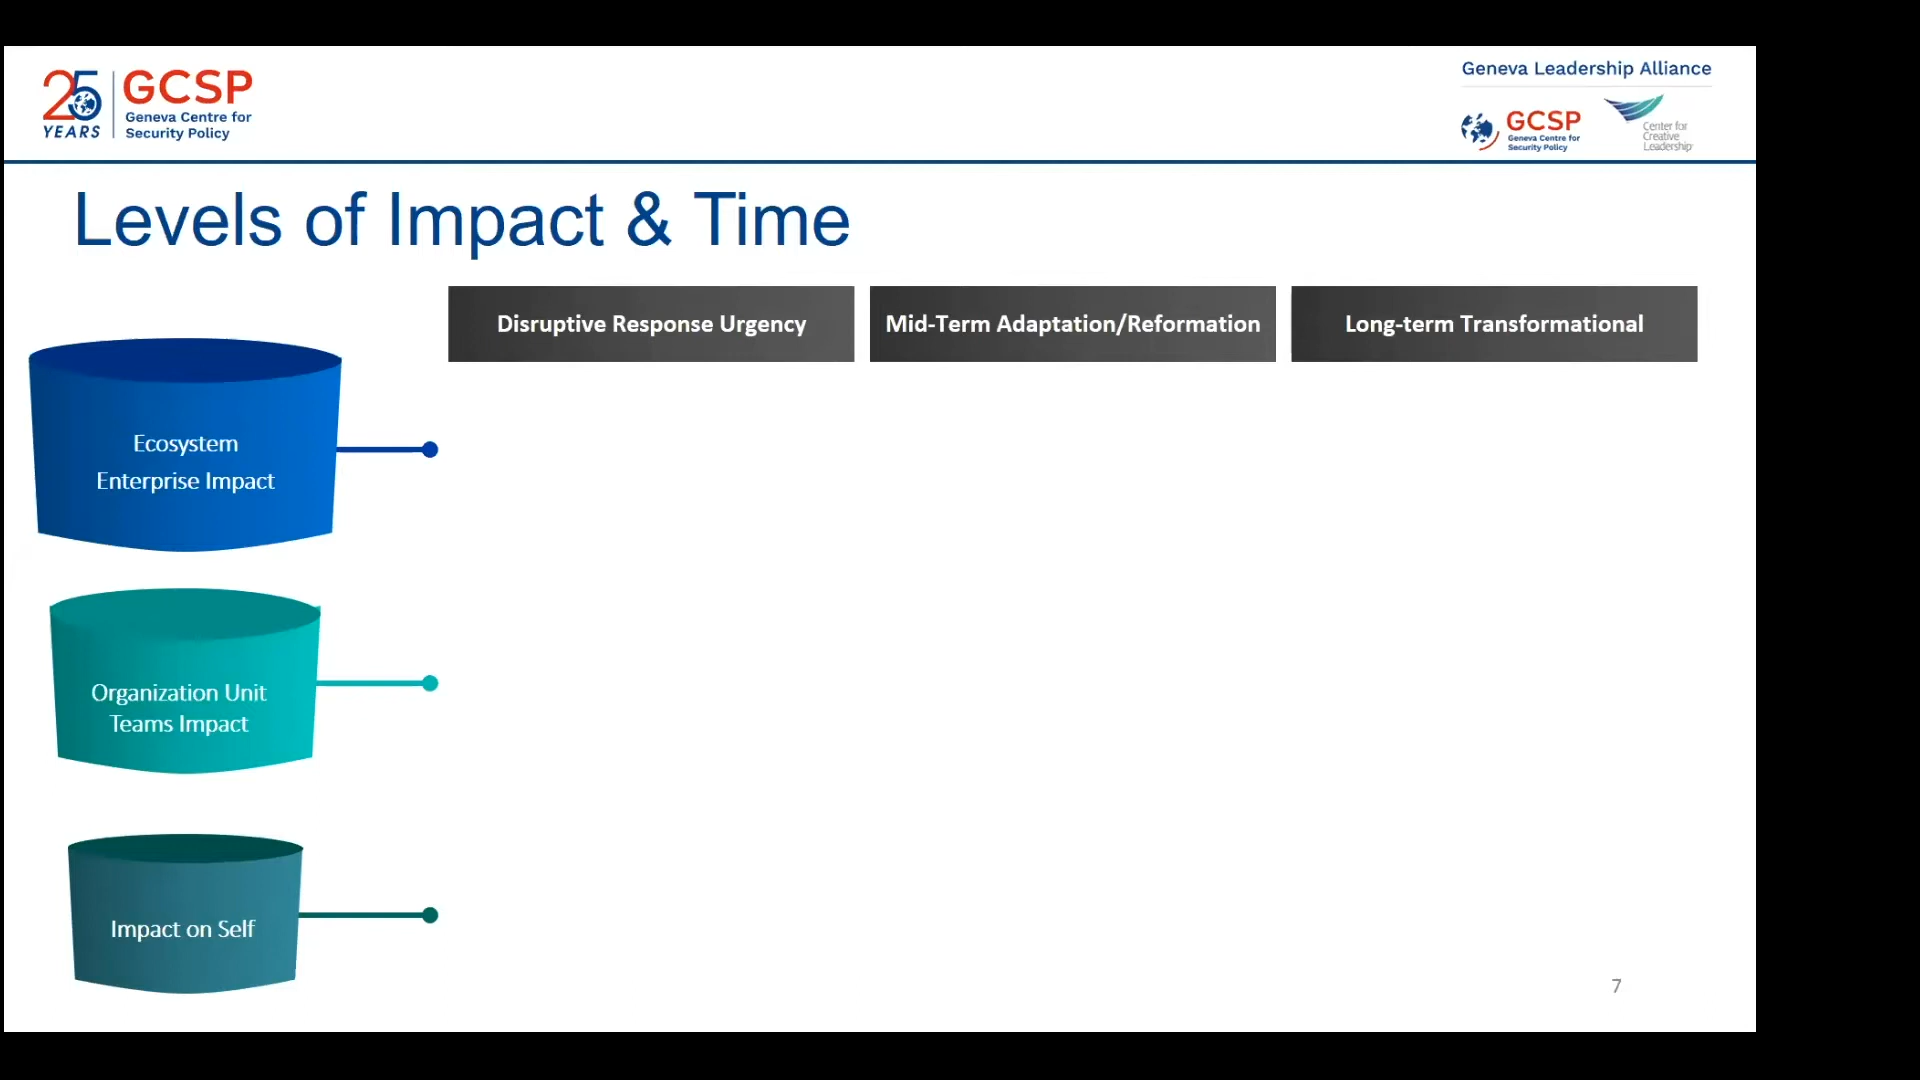 25
YEARS
GCSP
Geneva Centre for
Security Policy
Geneva Leadership Alliance
GCSP
Geneva Centre for
Security Policy
Center for
Creative
Leadership
Levels of Impact & Time
Disruptive Response Urgency
Mid-Term Adaptation/Reformation
Long-term Transformational
Ecosystem
Enterprise Impact
Organization Unit
Teams Impact
Impact on Self
7